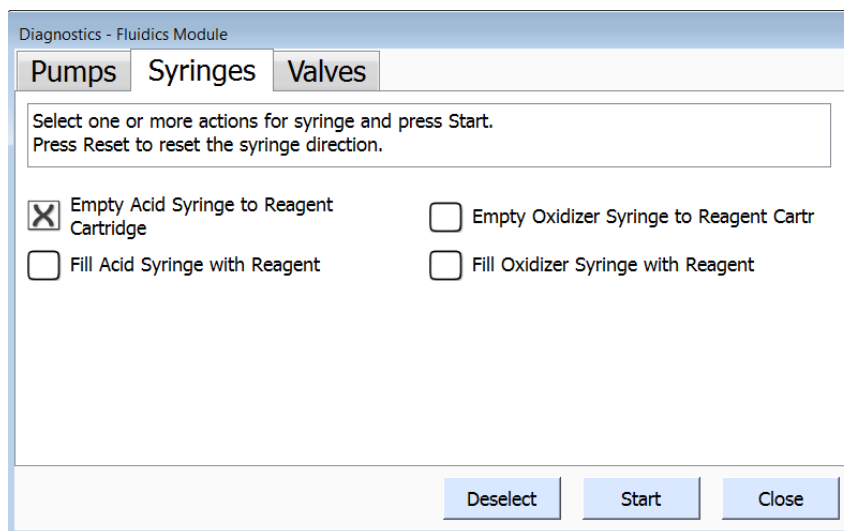 Diagnostics - Fluidics Module
Pumps Syringes Valves
Select one or more actions for syringe and press Start.
Press Reset to reset the syringe direction.
Empty Acid Syringe to Reagent
Cartridge
Empty Oxidizer Syringe to Reagent Cartr
Fill Acid Syringe with Reagent
Fill Oxidizer Syringe with Reagent
Deselect Start Close